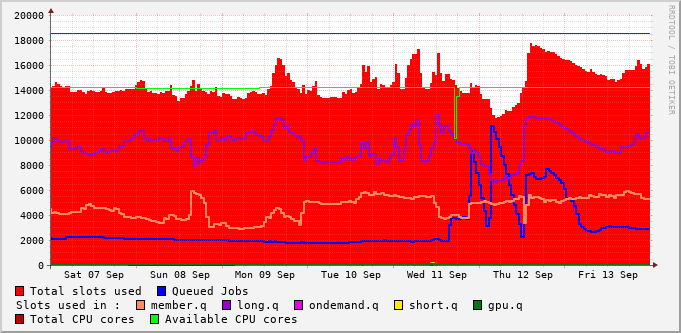 RRDTOOL / TOBI OETIKER
20000
18000
16000
14000
12000
10000
8000
6000
4000
2000
0
Sat 07 Sep Sun 08 Sep Mon 09 Sep Tue 10 Sep Wed 11 Sep Thu 12 Sep Fri 13 Sep
Total slots used Queued Jobs
Slots used in : member.q long.q ondemand.q short.q gpu.q
Total CPU cores Available CPU cores